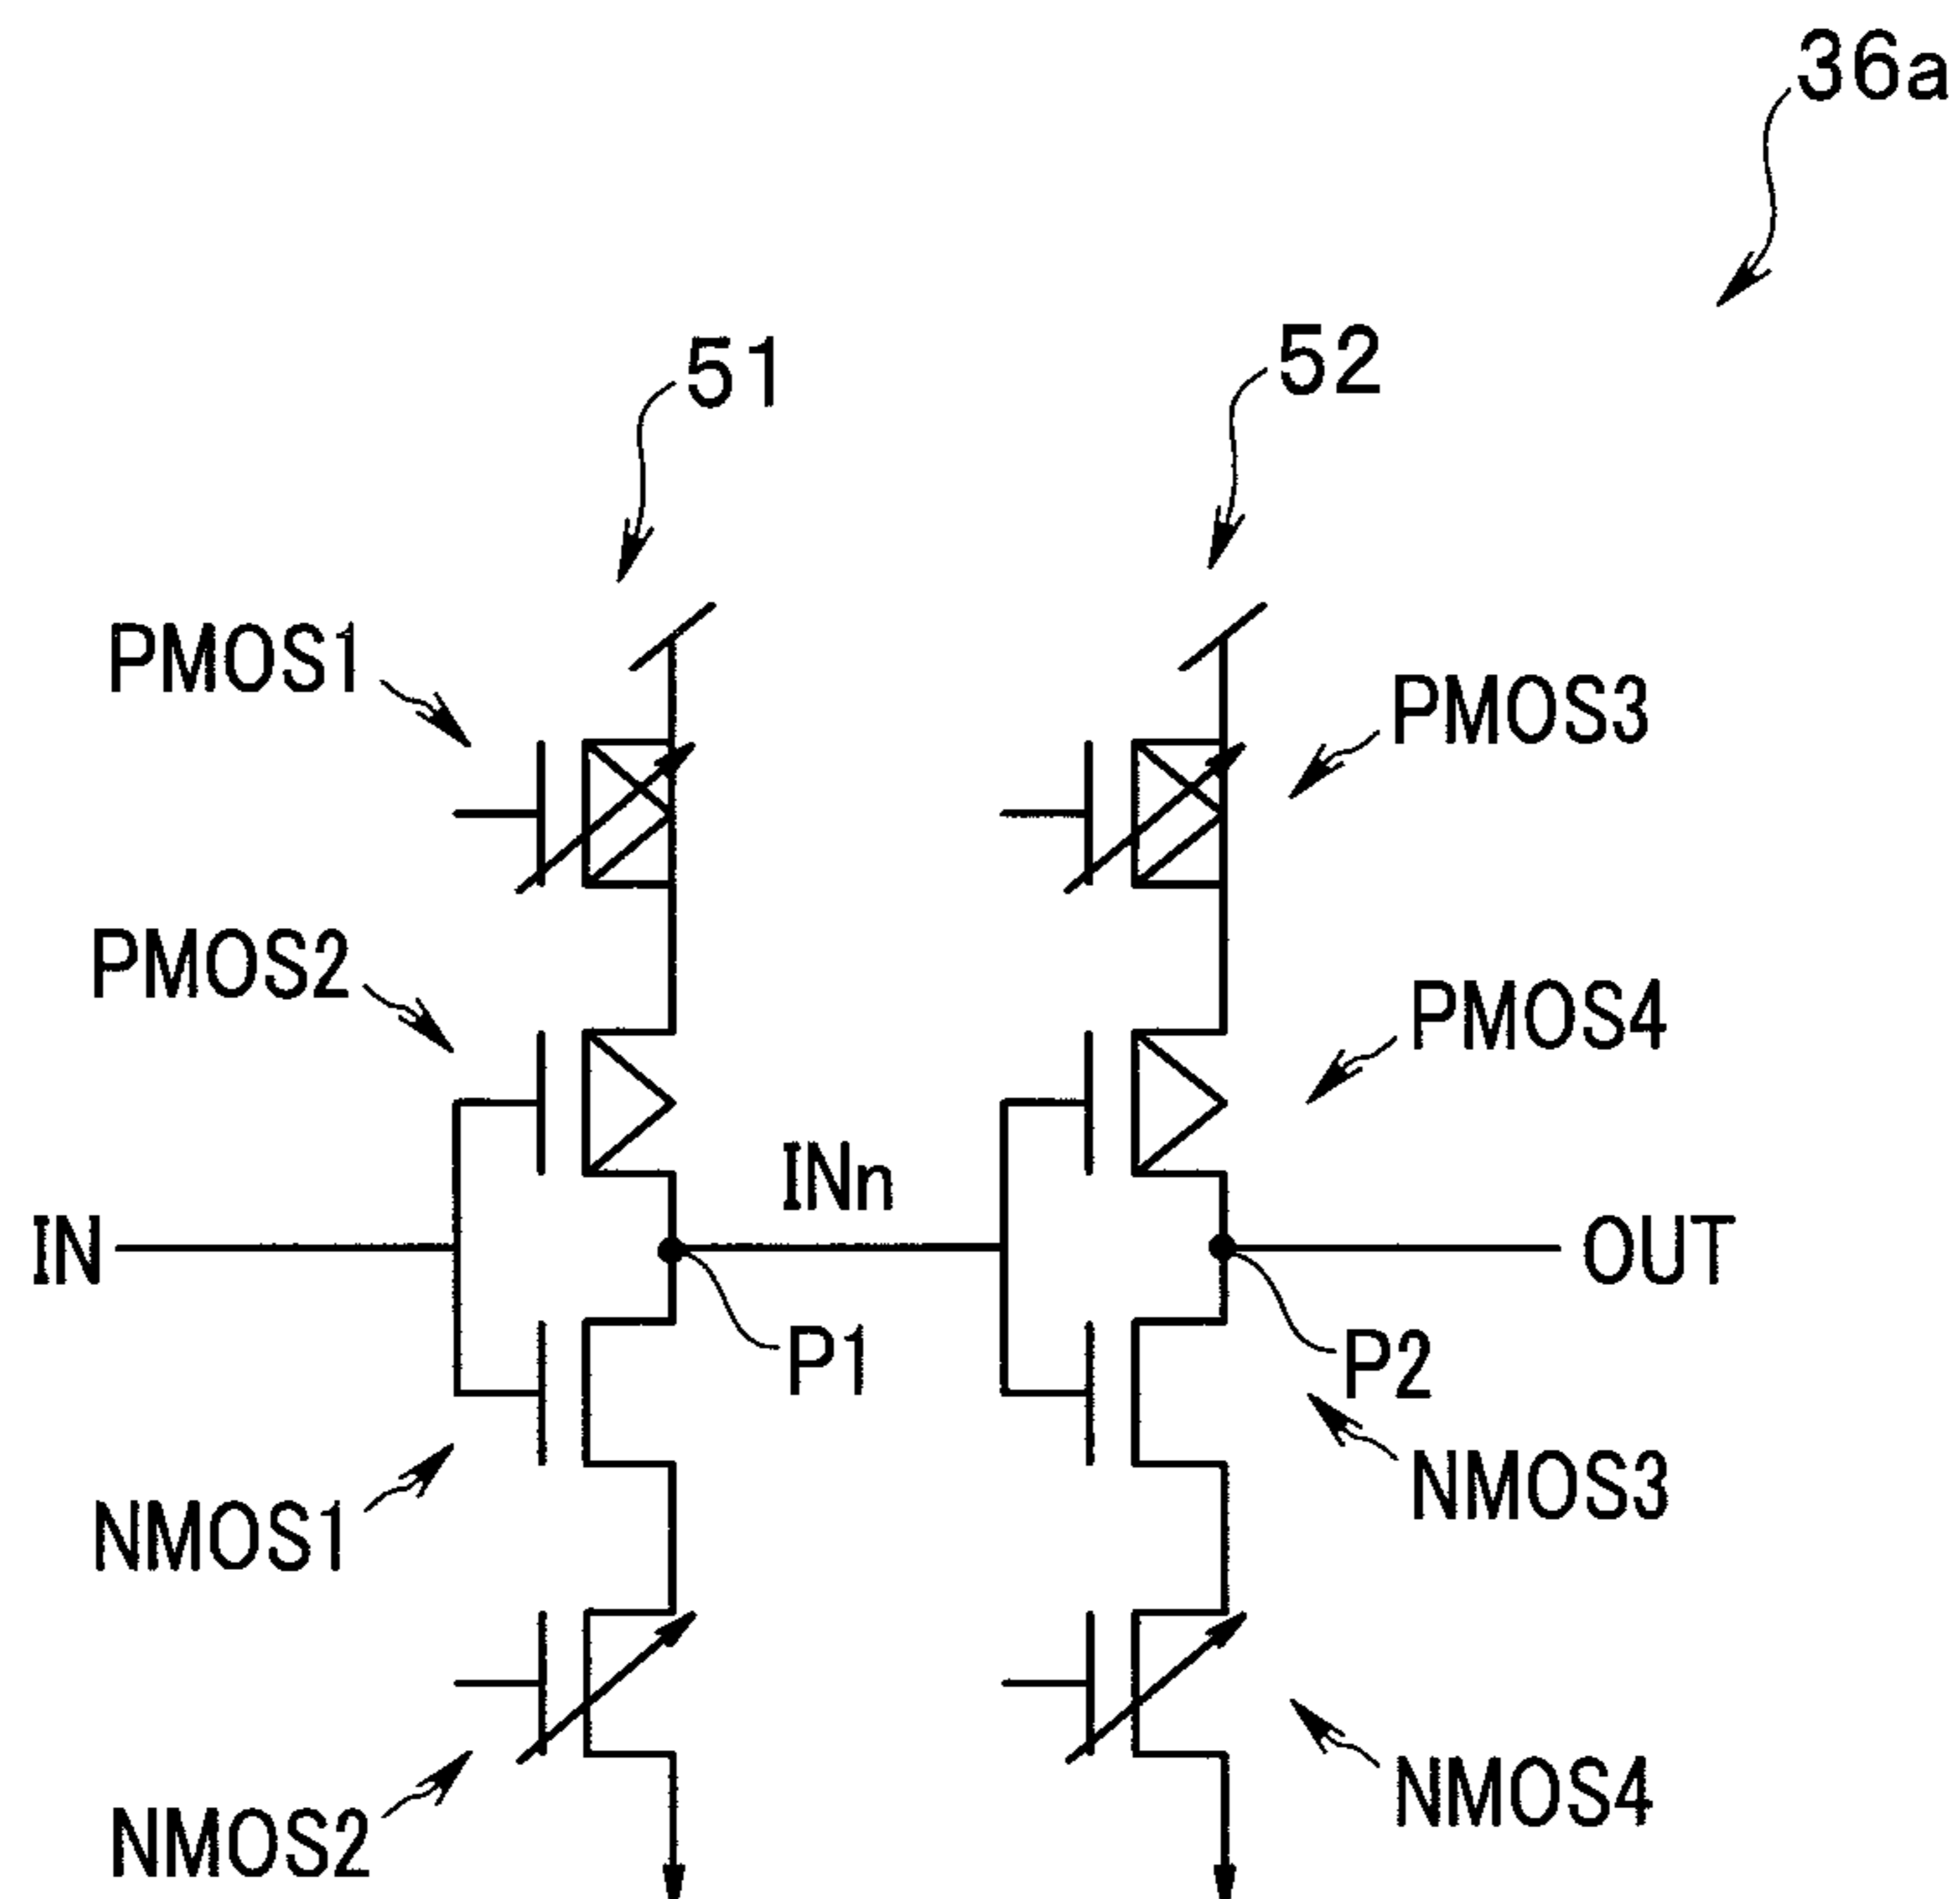 36a
51
52
PMOS1
PMOS3
PMOS2
PMOS4
INn
IN
OUT
P1
P2
NMOS1
NMOS3
NMOS2
NMOS4